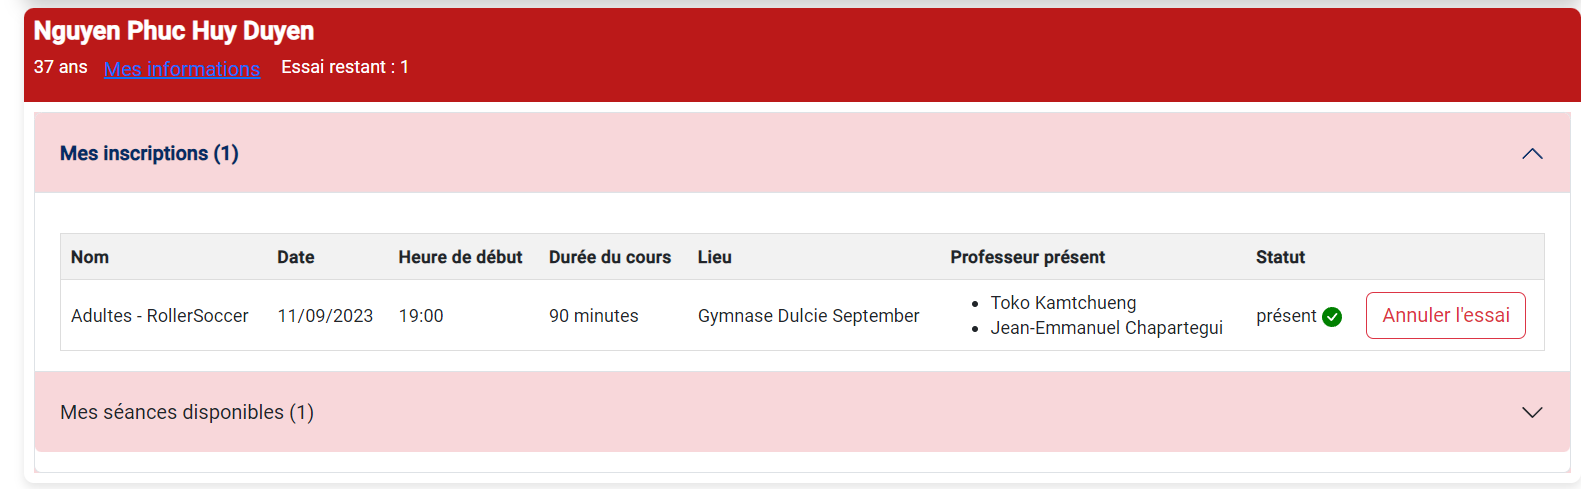 Nguyen Phuc Huy Duyen
37 ans Mes informations Essai restant : 1
Mes inscriptions (1)
Nom Date Heure de début Durée du cours Lieu Professeur présent Statut
Adultes - RollerSoccer 11/09/2023 19:00 90 minutes Gymnase Dulcie September
Toko Kamtchueng
Jean-Emmanuel Chapartegui
présent Annuler l'essai
Mes séances disponibles (1)